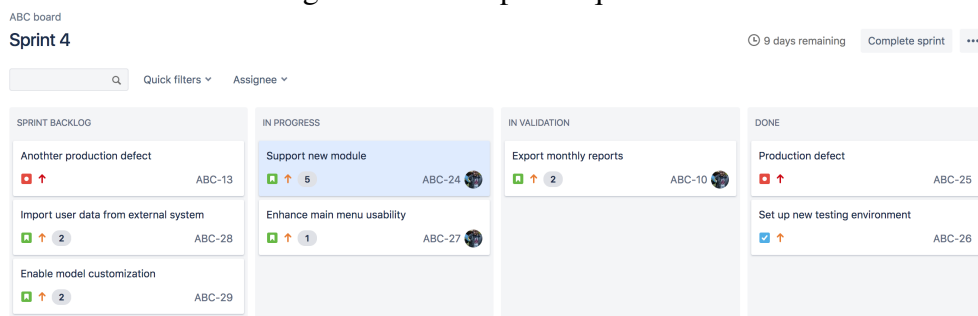 ABC board
Sprint 4
9 days remaining
Complete sprint
Quick filters
Assignee
SPRINT BACKLOG
Anothter production defect
ABC-13
Import user data from external system
2
ABC-28
Enable model customization
2
ABC-29
IN PROGRESS
Support new module
5
ABC-24
Enhance main menu usability
1
ABC-27
IN VALIDATION
Export monthly reports
2
ABC-10
DONE
Production defect
ABC-25
Set up new testing environment
ABC-26